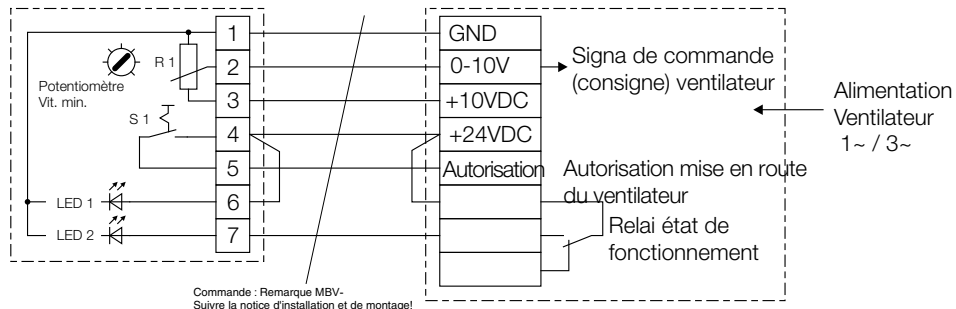 1
GND
R 1
2
0-10V
Signa de commande
(consigne) ventilateur
Potentiomètre
Vit. min.
3
+10VDC
Alimentation
Ventilateur
1~ / 3~
S 1
4
+24VDC
5
Autorisation
Autorisation mise en route
du ventilateur
LED 1
6
Relai état de
fonctionnement
LED 2
7
Commande : Remarque MBV-
Suivre la notice d'installation et de montage!